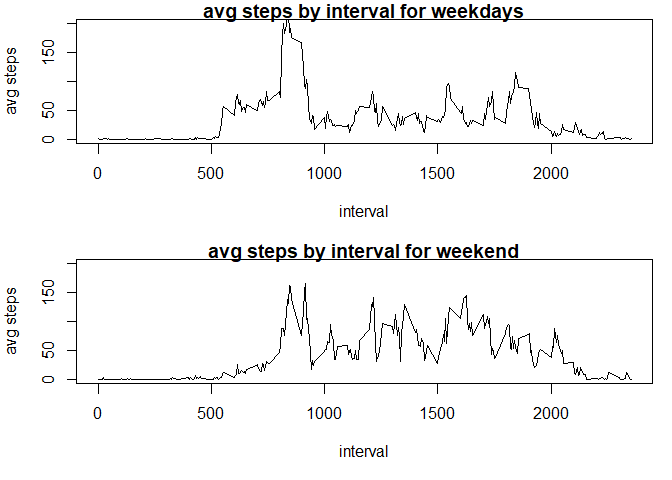 avg steps by interval for weekdays
avg steps
0 50 150
0 500 1000 1500 2000
interval
avg steps by interval for weekend
avg steps
0 50 150
0 500 1000 1500 2000
interval